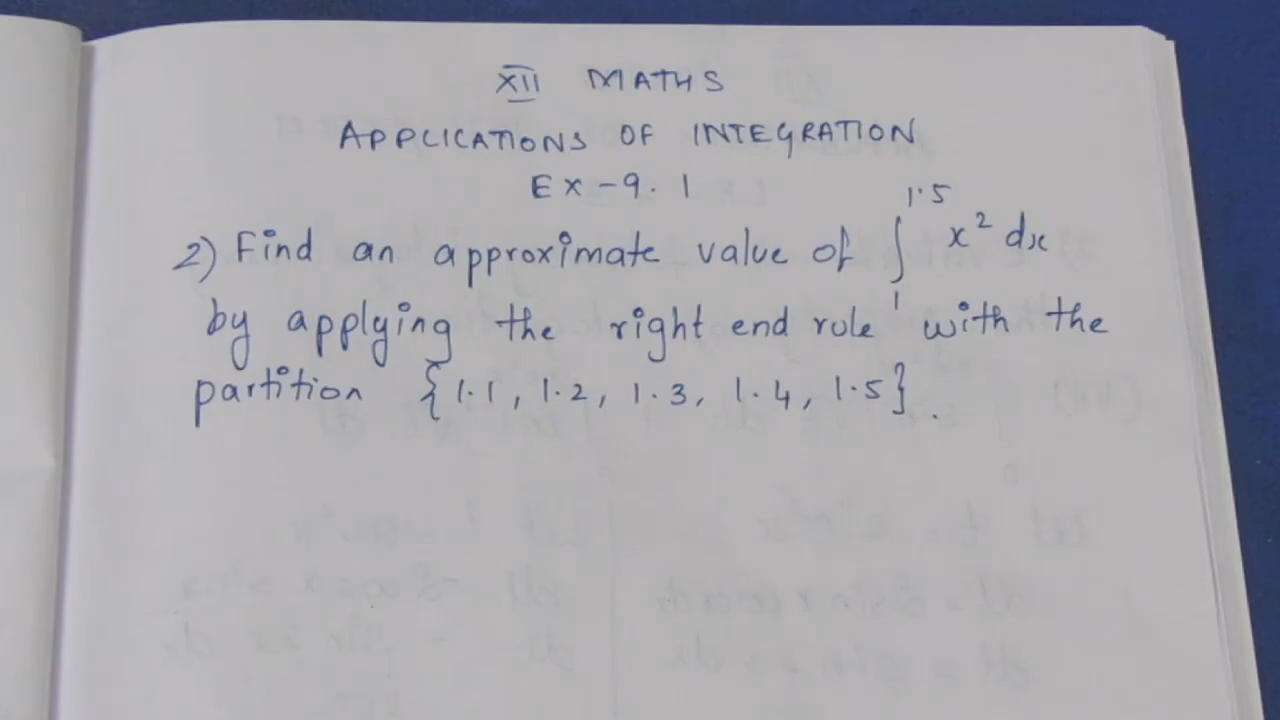 XII MATHS
APPLICATIONS OF INTEGRATION
Ex-9.1
2) Find an approximate value of ∫₁^1.5 x² dx
by applying the right end rule with the
partition {1.1, 1.2, 1.3, 1.4, 1.5}.